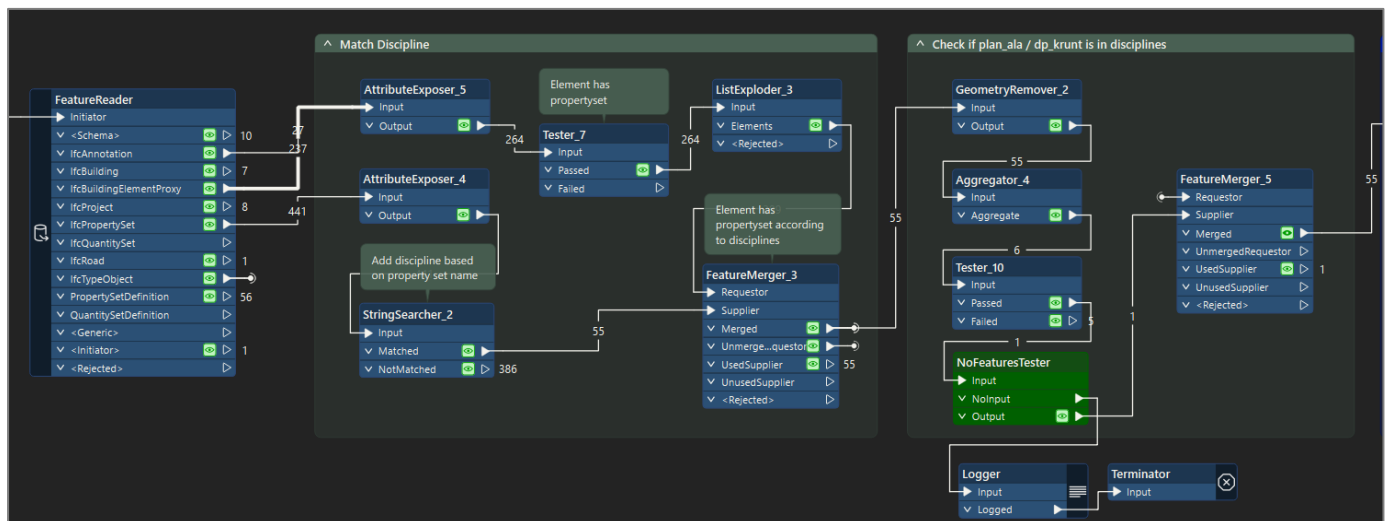 Match Discipline
Check if plan_ala / dp_krunt is in disciplines
FeatureReader
Initiator
<Schema> 10
IfcAnnotation
IfcBuilding 7
IfcBuildingElementProxy
IfcProject 8
IfcPropertySet
IfcQuantitySet
IfcRoad 1
IfcTypeObject
PropertySetDefinition 56
QuantitySetDefinition
<Generic>
<Initiator> 1
<Rejected>
27
237
441
AttributeExposer_5
Input
Output
264
Element has
propertyset
Tester_7
Input
Passed
Failed
264
ListExploder_3
Input
Elements
<Rejected>
AttributeExposer_4
Input
Output
Add discipline based
on property set name
StringSearcher_2
Input
Matched
NotMatched 386
55
Element has
propertyset according
to disciplines
FeatureMerger_3
Requestor
Supplier
Merged
Unmerge...questor
UsedSupplier 55
UnusedSupplier
<Rejected>
55
GeometryRemover_2
Input
Output
55
Aggregator_4
Input
Aggregate
6
Tester_10
Input
Passed
Failed 5
1
NoFeaturesTester
Input
NoInput
Output
1
FeatureMerger_5
Requestor
Supplier
Merged
UnmergedRequestor
UsedSupplier 1
UnusedSupplier
<Rejected>
55
Logger
Input
Logged
Terminator
Input